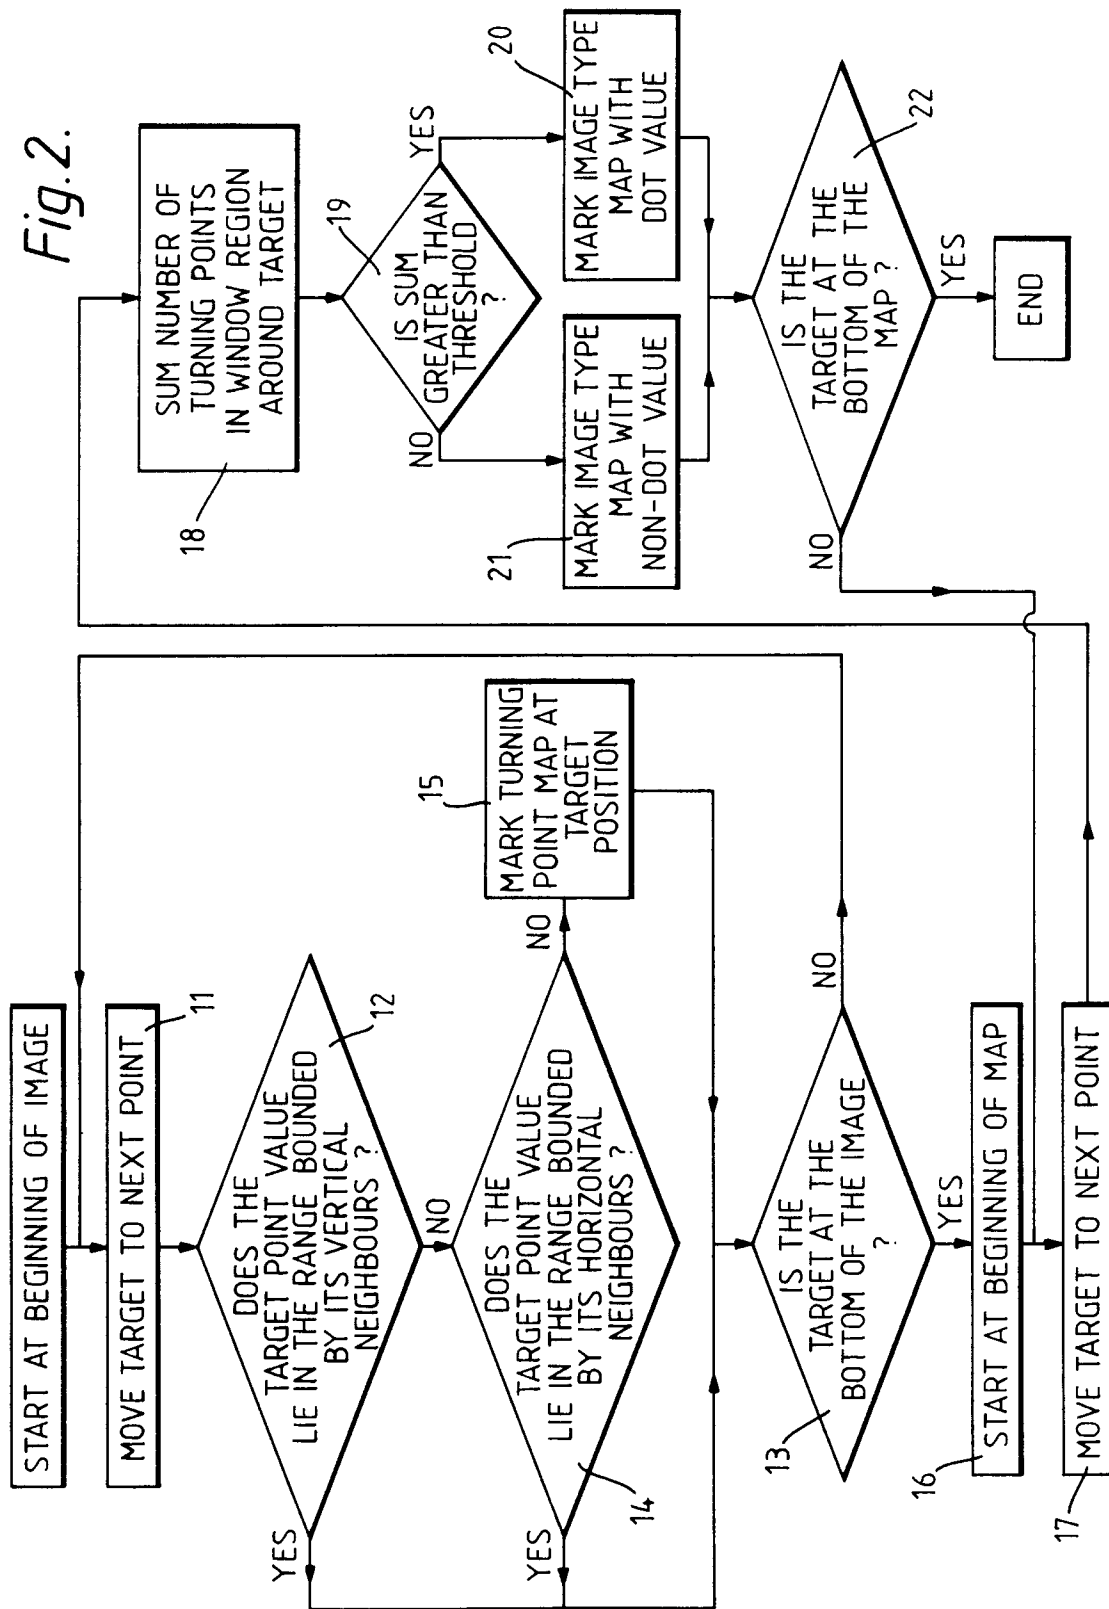 Fig.2.
START AT BEGINNING OF IMAGE
MOVE TARGET TO NEXT POINT
11
DOES THE
TARGET POINT VALUE
LIE IN THE RANGE BOUNDED
BY ITS VERTICAL
NEIGHBOURS ?
12
YES
NO
DOES THE
TARGET POINT VALUE
LIE IN THE RANGE BOUNDED
BY ITS HORIZONTAL
NEIGHBOURS ?
14
YES
NO
15
MARK TURNING
POINT MAP AT
TARGET
POSITION
IS THE
TARGET AT THE
BOTTOM OF THE IMAGE
?
13
NO
YES
16
START AT BEGINNING OF MAP
17
MOVE TARGET TO NEXT POINT
SUM NUMBER OF
TURNING POINTS
IN WINDOW REGION
AROUND TARGET
18
19
IS SUM
GREATER THAN
THRESHOLD
?
NO
YES
21
MARK IMAGE TYPE
MAP WITH
NON-DOT VALUE
20
MARK IMAGE TYPE
MAP WITH
DOT VALUE
IS THE
TARGET AT THE
BOTTOM OF THE
MAP ?
22
NO
YES
END